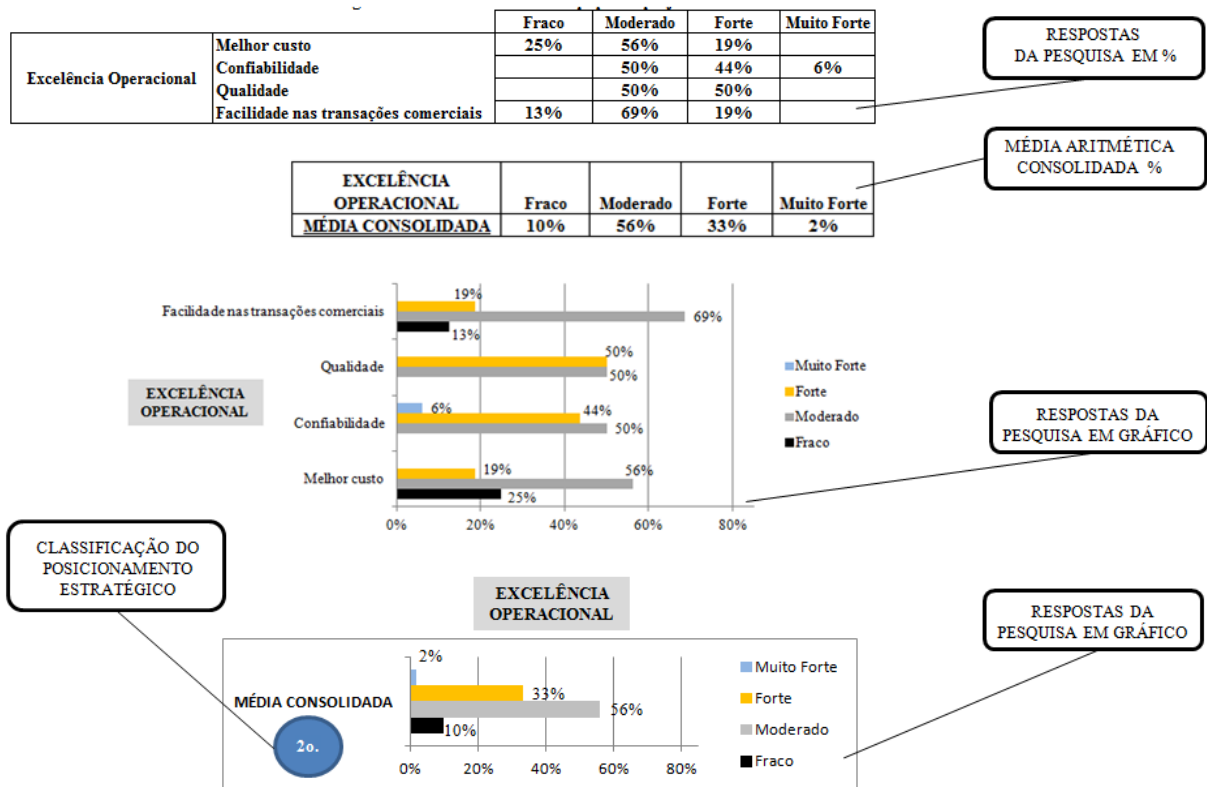 Fraco Moderado Forte Muito Forte
Excelência Operacional
Melhor custo 25% 56% 19%
Confiabilidade 50% 44% 6%
Qualidade 50% 50%
Facilidade nas transações comerciais 13% 69% 19%
RESPOSTAS
DA PESQUISA EM %
EXCELÊNCIA
OPERACIONAL Fraco Moderado Forte Muito Forte
MÉDIA CONSOLIDADA 10% 56% 33% 2%
MÉDIA ARITMÉTICA
CONSOLIDADA %
EXCELÊNCIA
OPERACIONAL
Facilidade nas transações comerciais
19%
69%
13%
Qualidade
50%
50%
Confiabilidade
6%
44%
50%
Melhor custo
19%
56%
25%
0% 20% 40% 60% 80%
Muito Forte
Forte
Moderado
Fraco
RESPOSTAS DA
PESQUISA EM GRÁFICO
CLASSIFICAÇÃO DO
POSICIONAMENTO
ESTRATÉGICO
EXCELÊNCIA
OPERACIONAL
MÉDIA CONSOLIDADA
2o.
2%
33%
56%
10%
0% 20% 40% 60% 80%
Muito Forte
Forte
Moderado
Fraco
RESPOSTAS DA
PESQUISA EM GRÁFICO